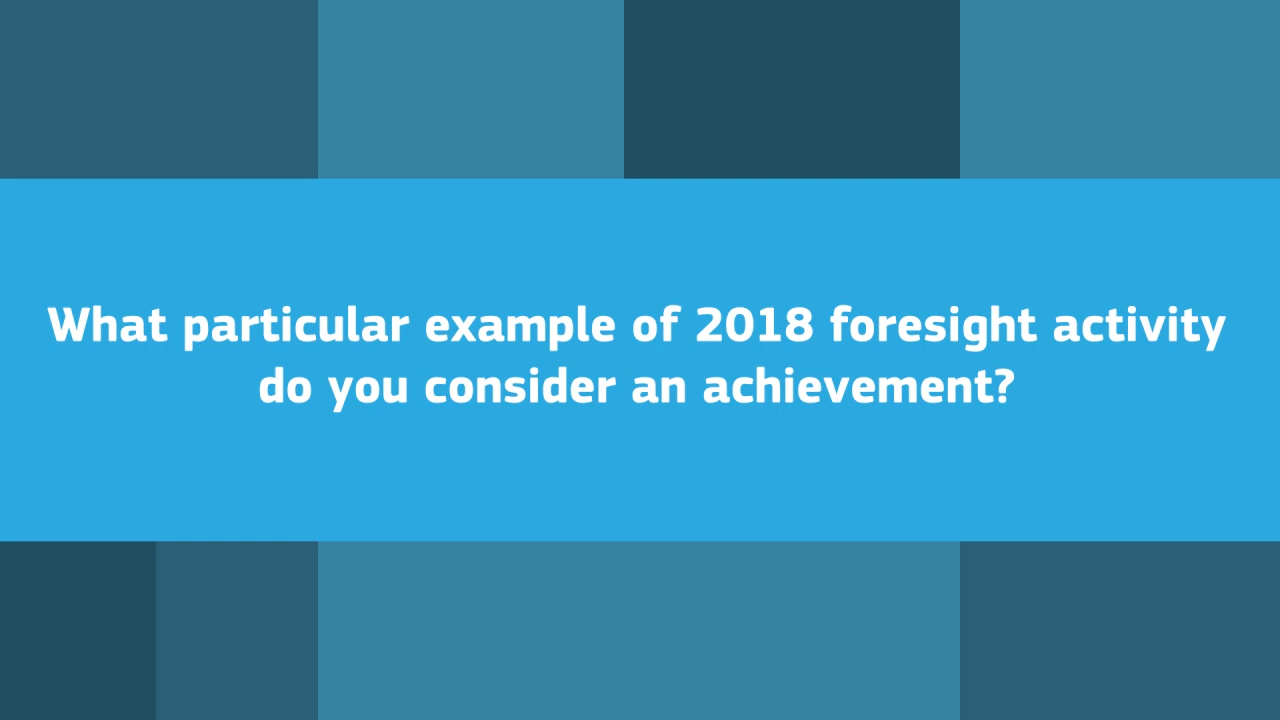 What particular example of 2018 foresight activity
do you consider an achievement?